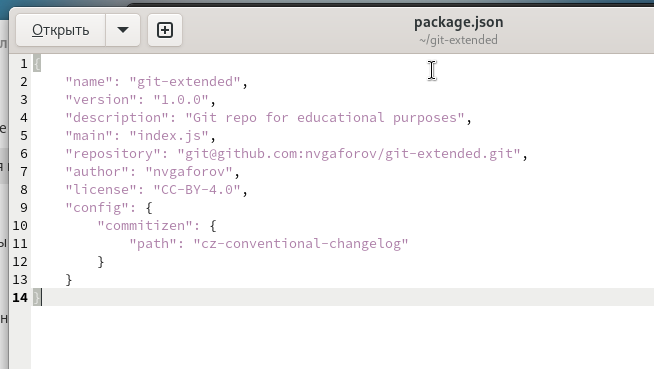 Открыть
package.json
~/git-extended
1 {
2     "name": "git-extended",
3     "version": "1.0.0",
4     "description": "Git repo for educational purposes",
5     "main": "index.js",
6     "repository": "git@github.com:nvgaforov/git-extended.git",
7     "author": "nvgaforov",
8     "license": "CC-BY-4.0",
9     "config": {
10         "commitizen": {
11             "path": "cz-conventional-changelog"
12         }
13     }
14 }